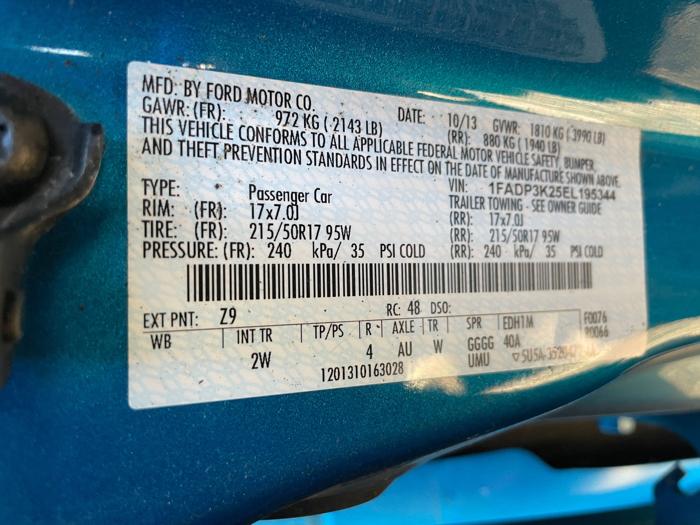 MFD. BY FORD MOTOR CO. DATE: 10/13 GVWR: 1810 KG (3990 LB)
GAWR: (FR): 972 KG (2143 LB) (RR): 880 KG (1940 LB)
THIS VEHICLE CONFORMS TO ALL APPLICABLE FEDERAL MOTOR VEHICLE SAFETY, BUMPER,
AND THEFT PREVENTION STANDARDS IN EFFECT ON THE DATE OF MANUFACTURE SHOWN ABOVE.
VIN: 1FADP3K25EL195344
TYPE: Passenger Car TRAILER TOWING - SEE OWNER GUIDE
RIM: (FR): 17x7.0J (RR): 17x7.0J
TIRE: (FR): 215/50R17 95W (RR): 215/50R17 95W
PRESSURE: (FR): 240 kPa/ 35 PSI COLD (RR): 240 kPa/ 35 PSI COLD
EXT PNT: Z9 RC: 48 DSO: F0076
WB INT TR TP/PS R AXLE TR SPR EDH1M R0066
2W 4 AU W GGGG 40A
UMU
1201310163028